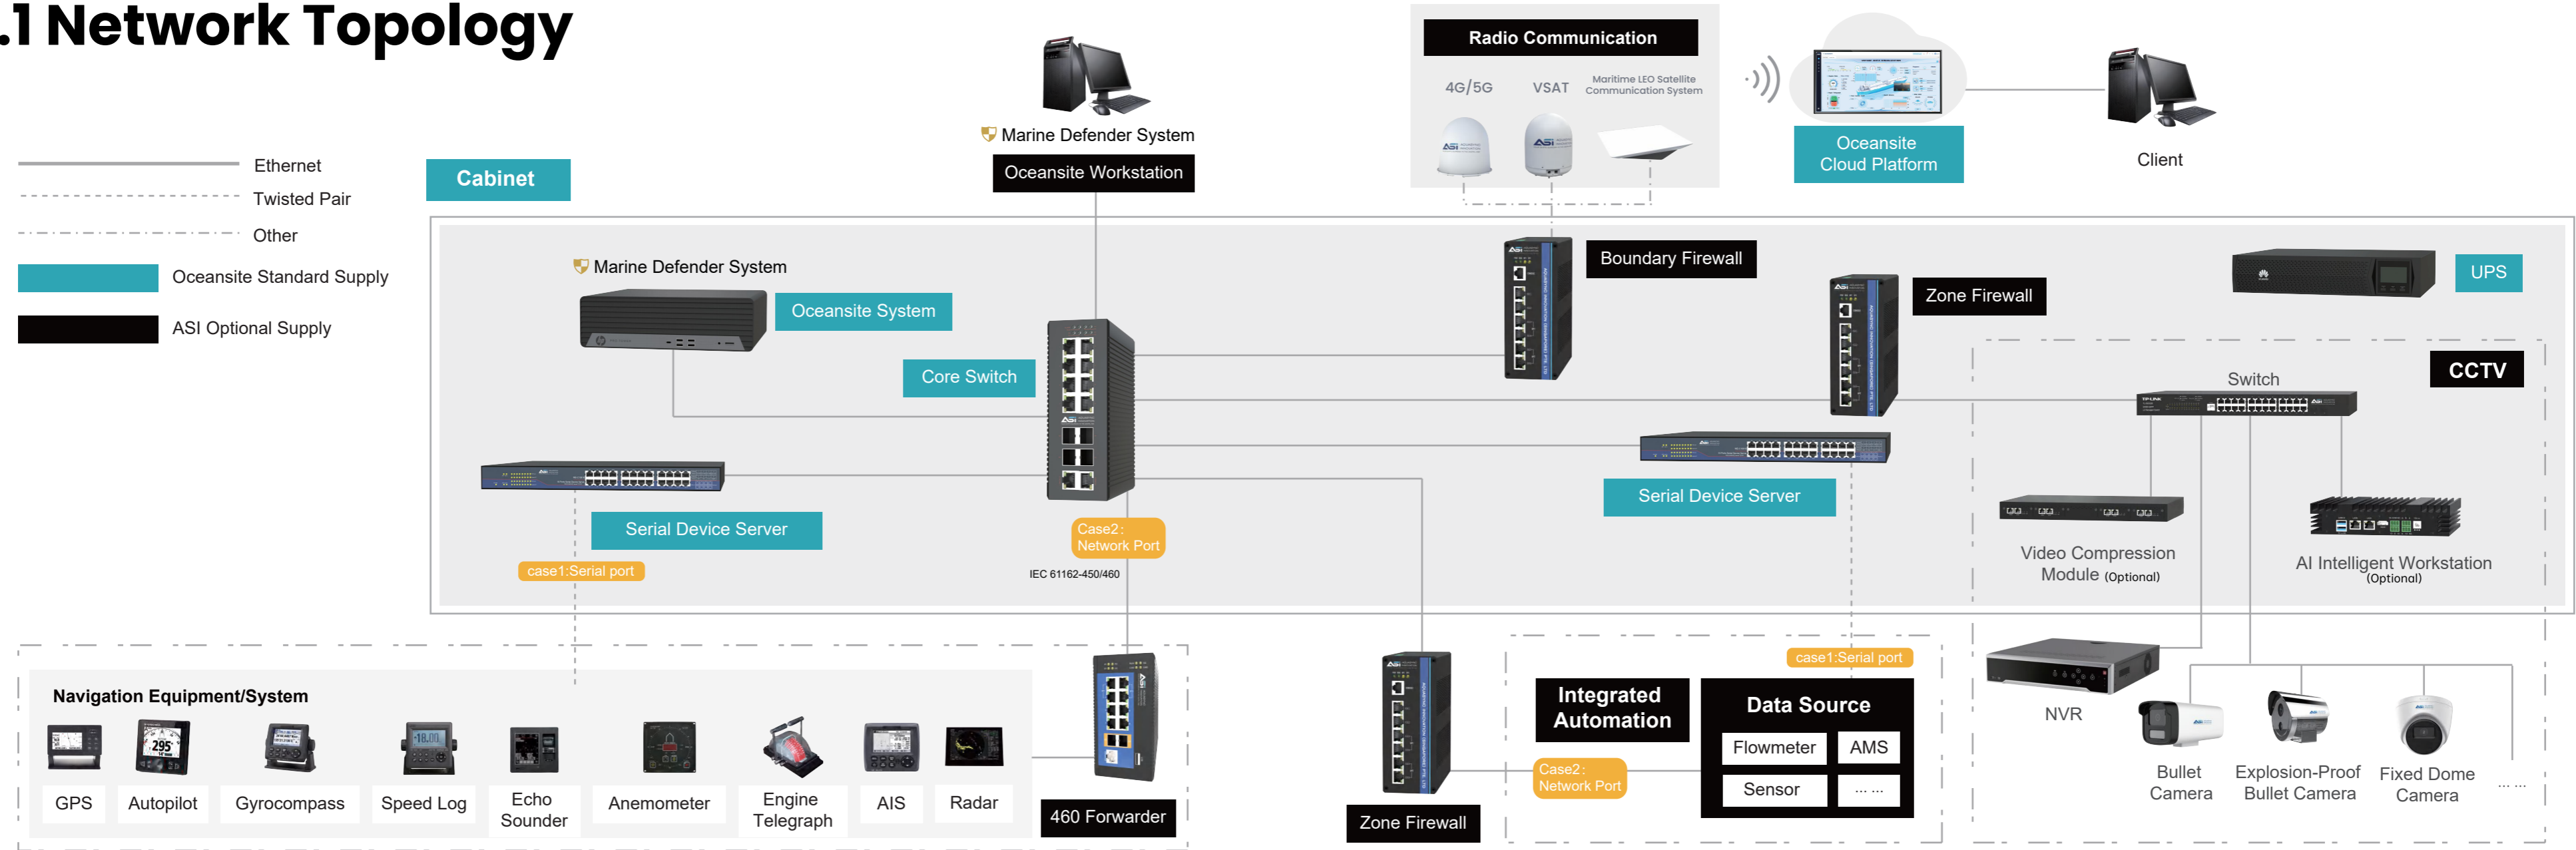 .1 Network Topology
Ethernet
Twisted Pair
Other
Oceansite Standard Supply
ASI Optional Supply
Cabinet
Marine Defender System
Oceansite Workstation
Radio Communication
4G/5G
VSAT
Maritime LEO Satellite
Communication System
Oceansite
Cloud Platform
Client
Marine Defender System
Oceansite System
Core Switch
Boundary Firewall
Zone Firewall
UPS
CCTV
Switch
Serial Device Server
case1:Serial port
Case2:
Network Port
IEC 61162-450/460
Serial Device Server
Video Compression
Module (Optional)
AI Intelligent Workstation
(Optional)
Navigation Equipment/System
GPS
Autopilot
Gyrocompass
Speed Log
Echo
Sounder
Anemometer
Engine
Telegraph
AIS
Radar
460 Forwarder
Zone Firewall
case1:Serial port
Integrated
Automation
Case2:
Network Port
Data Source
Flowmeter
AMS
Sensor
... ...
NVR
Bullet
Camera
Explosion-Proof
Bullet Camera
Fixed Dome
Camera
... ...